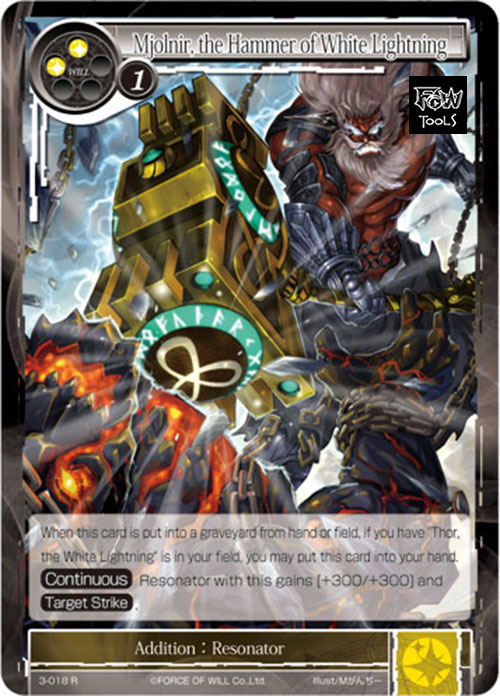 Mjolnir, the Hammer of White Lightning
WILL
1
FOW
TOOLS
When this card is put into a graveyard from hand or field, if you have "Thor,
the White Lightning" is in your field, you may put this card into your hand.
Continuous Resonator with this gains [+300/+300] and
Target Strike .
Addition : Resonator
3-018 R ©FORCE OF WILL Co.,Ltd. Illust/